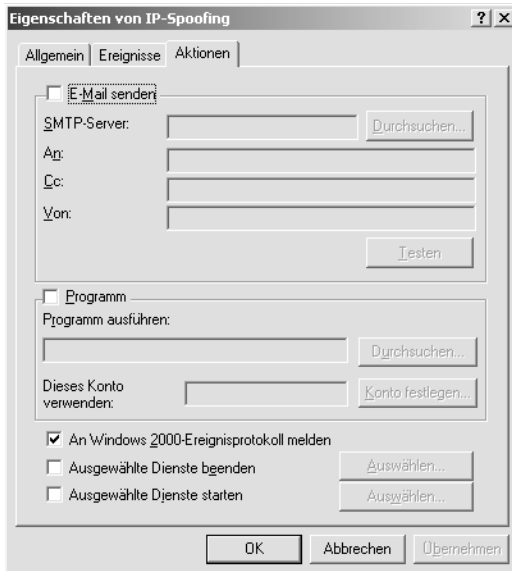 Eigenschaften von IP-Spoofing
Allgemein Ereignisse Aktionen
E-Mail senden
SMTP-Server: Durchsuchen...
An:
Cc:
Von:
Testen
Programm
Programm ausführen:
Durchsuchen...
Dieses Konto
verwenden: Konto festlegen...
An Windows 2000-Ereignisprotokoll melden
Ausgewählte Dienste beenden Auswählen...
Ausgewählte Dienste starten Auswählen...
OK Abbrechen Übernehmen